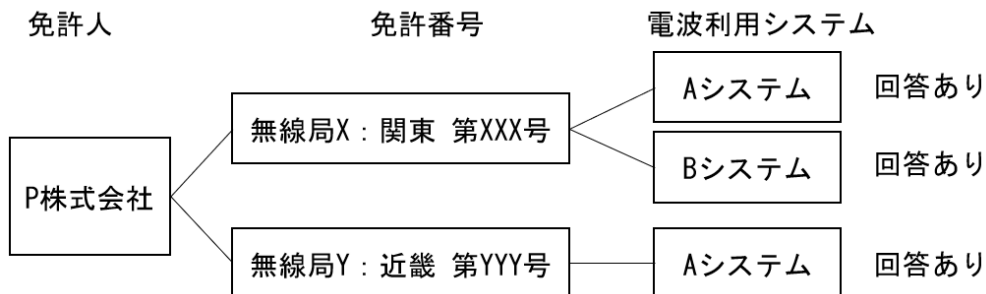 免許人 免許番号 電波利用システム
Aシステム 回答あり
無線局X：関東 第XXX号
Bシステム 回答あり
P株式会社
無線局Y：近畿 第YYY号 Aシステム 回答あり